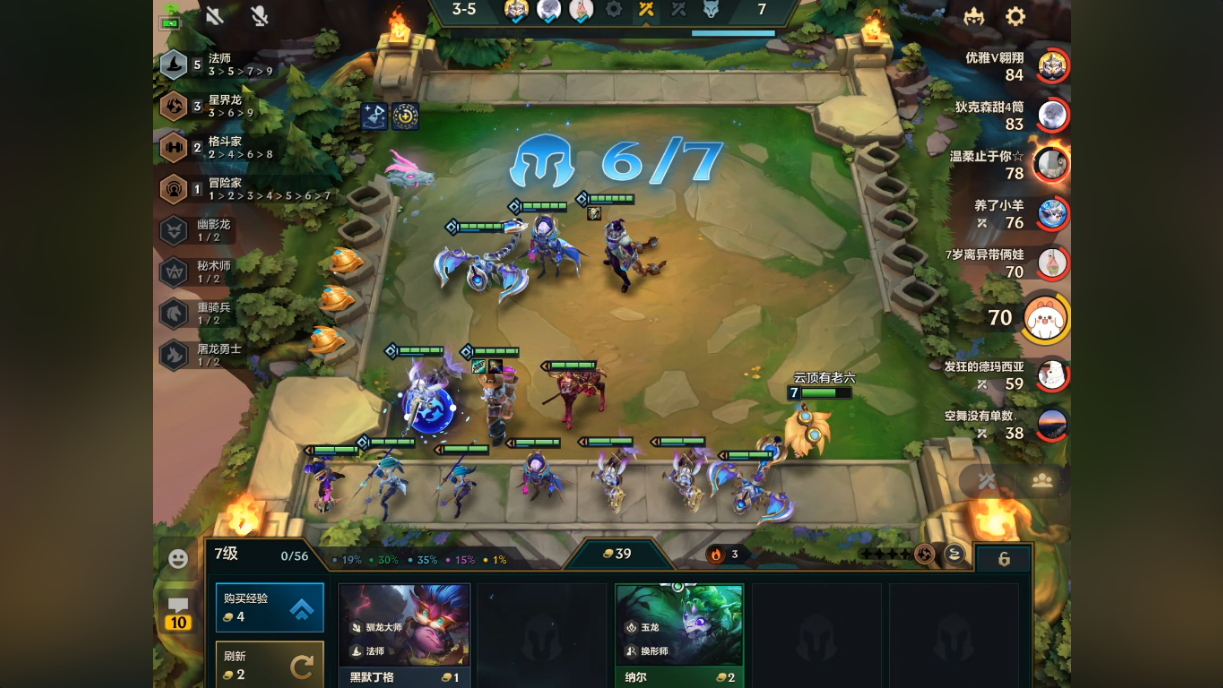 3-5
7
5 法师
3 > 5 > 7 > 9
3 星界龙
3 > 6 > 9
2 格斗家
2 > 4 > 6 > 8
1 冒险家
1 > 2 > 3 > 4 > 5 > 6 > 7
幽影龙
1 / 2
秘术师
1 / 2
重骑兵
1 / 2
屠龙勇士
1 / 2
6/7
优雅V翱翔
84
狄克森甜4筒
83
温柔止于你☆
78
养了小羊
76
7岁离异带俩娃
70
70
发狂的德玛西亚
59
空舞没有单数.
38
云顶有老六
7
7级
0/56
19%
30%
35%
15%
1%
39
3
6
10
购买经验
4
刷新
2
驯龙大师
法师
黑默丁格
1
玉龙
换形师
纳尔
2